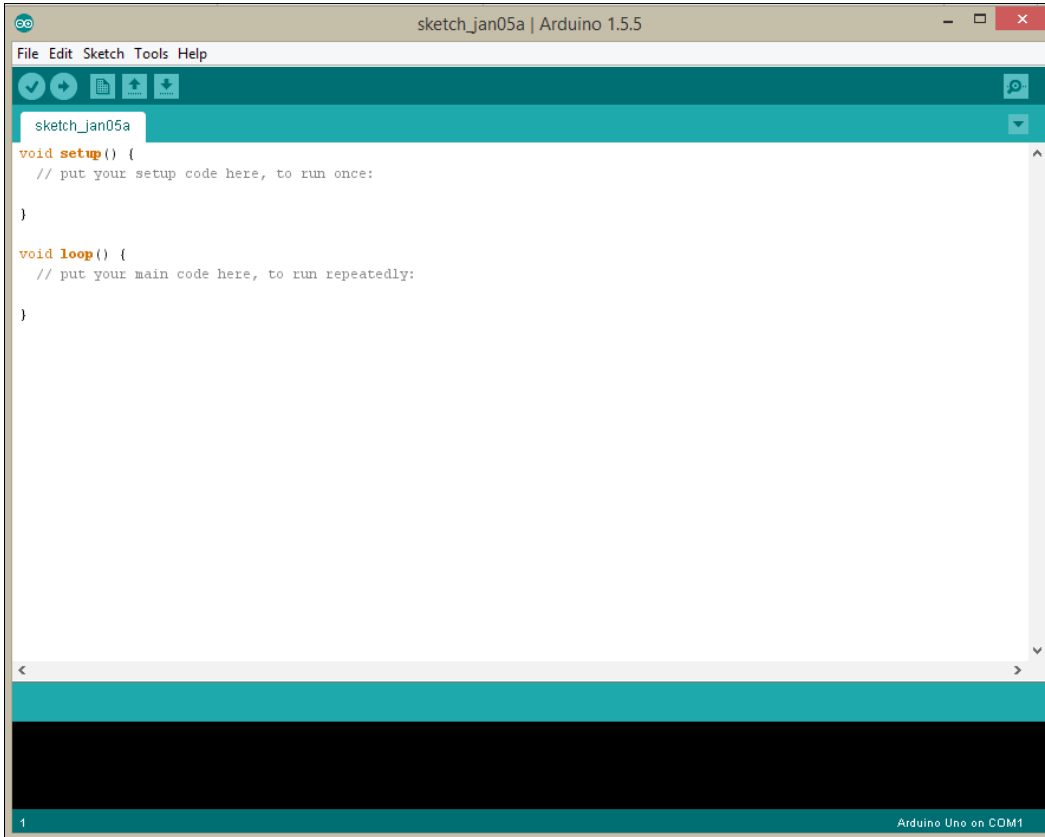 sketch_jan05a | Arduino 1.5.5
File Edit Sketch Tools Help
sketch_jan05a
void setup() {
  // put your setup code here, to run once:
}
void loop() {
  // put your main code here, to run repeatedly:
}
1
Arduino Uno on COM1